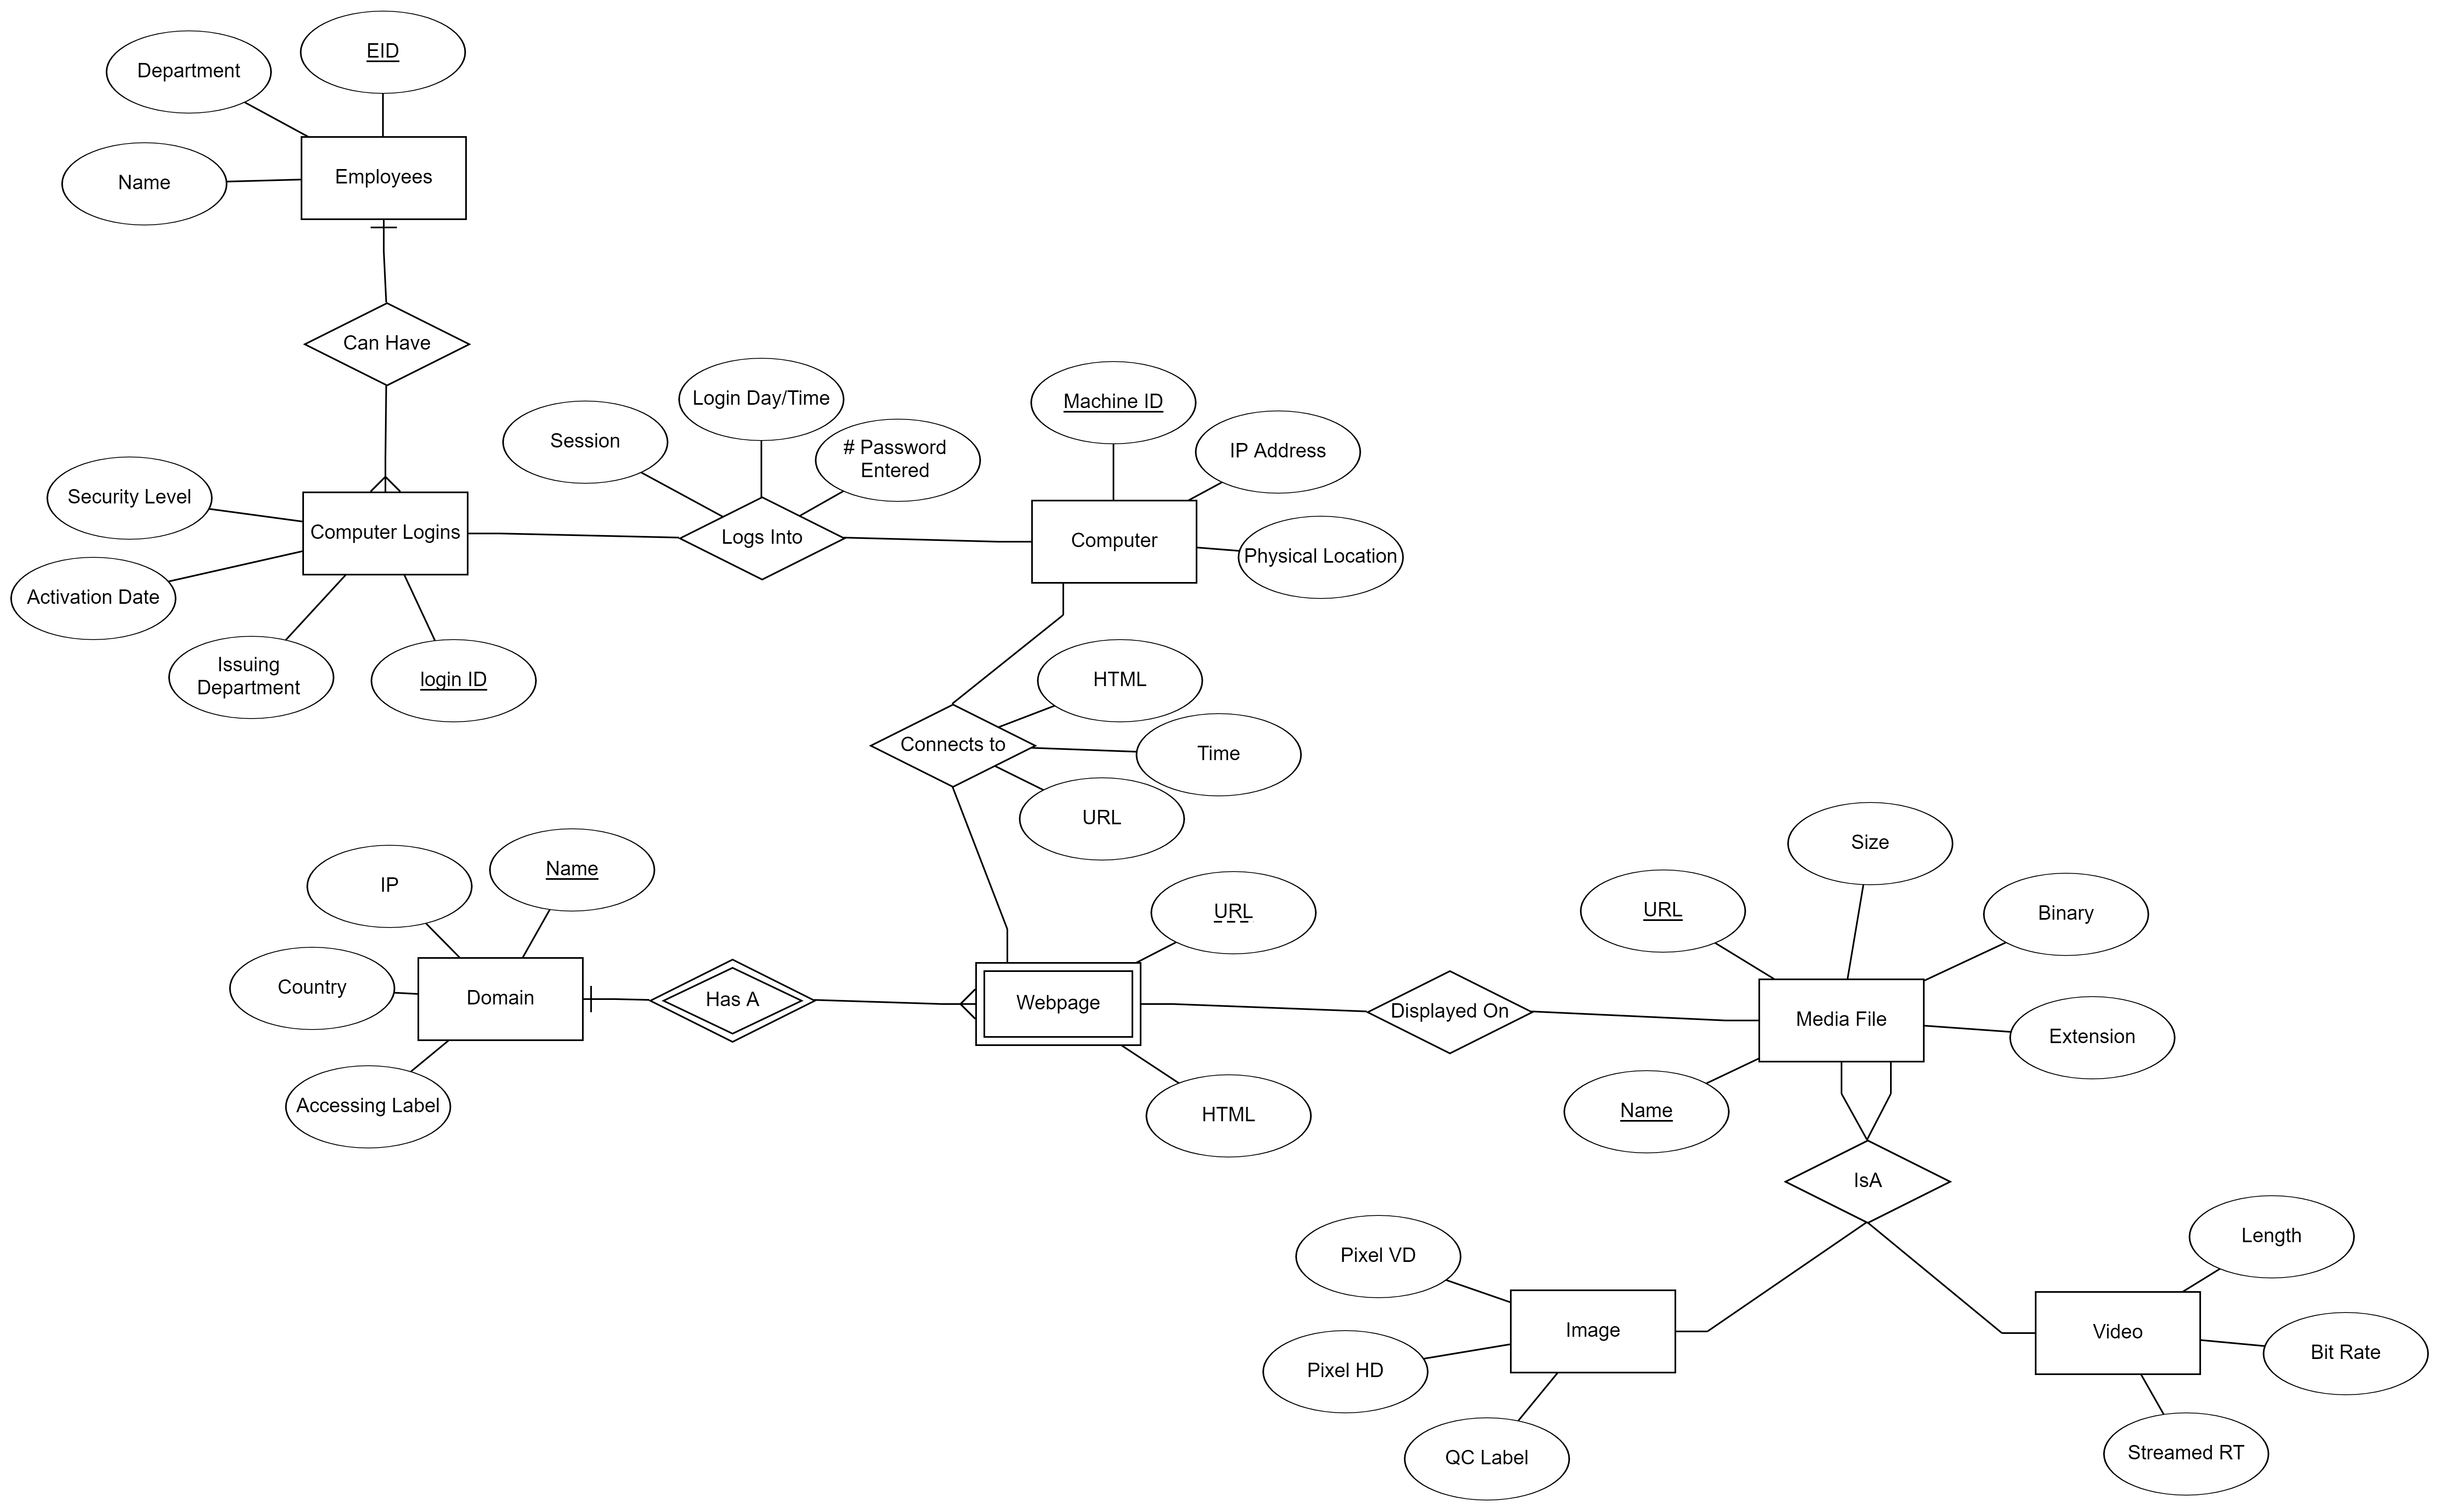 EID
Department
Name
Employees
Can Have
Login Day/Time
Session
# Password
Entered
Machine ID
IP Address
Security Level
Computer Logins
Logs Into
Computer
Physical Location
Activation Date
Issuing
Department
login ID
HTML
Connects to
Time
URL
Size
IP
Name
URL
URL
Binary
Country
Domain
Has A
Webpage
Displayed On
Media File
Extension
Accessing Label
HTML
Name
IsA
Pixel VD
Length
Image
Video
Pixel HD
Bit Rate
QC Label
Streamed RT